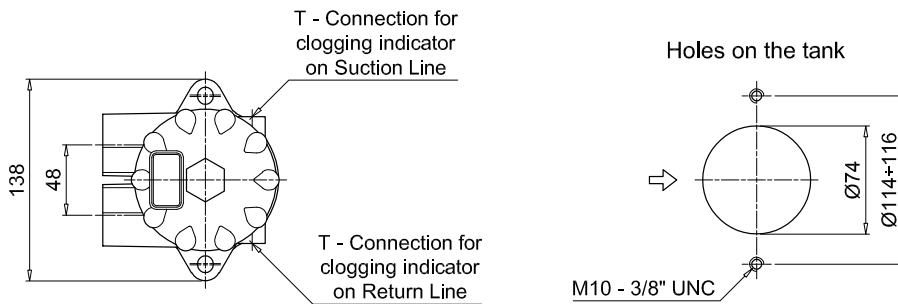 T - Connection for
clogging indicator
on Suction Line
138
48
T - Connection for
clogging indicator
on Return Line
Holes on the tank
Ø74
Ø114÷116
M10 - 3/8" UNC